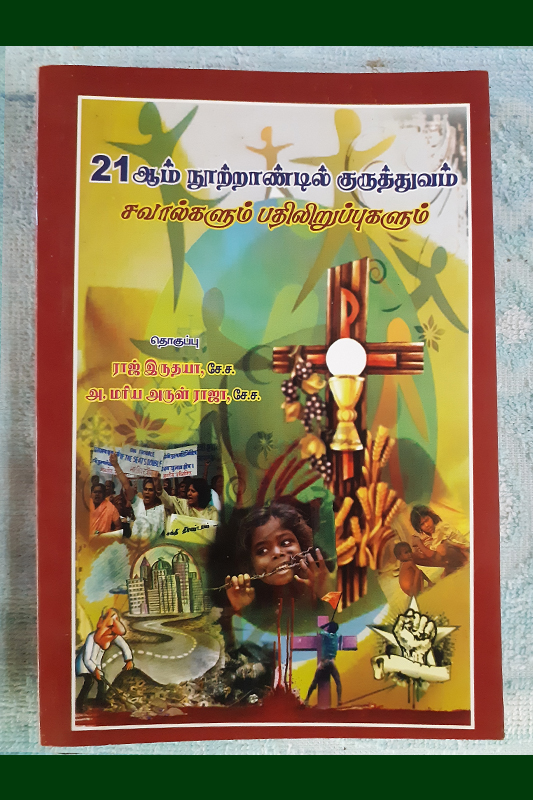 21 ஆம் நூற்றாண்டில் குருத்துவம்
சவால்களும் பதிலிறுப்புகளும்
தொகுப்பு
ராஜ் இருதயா, சே.ச.
அ. மரிய அருள் ராஜா, சே.ச.